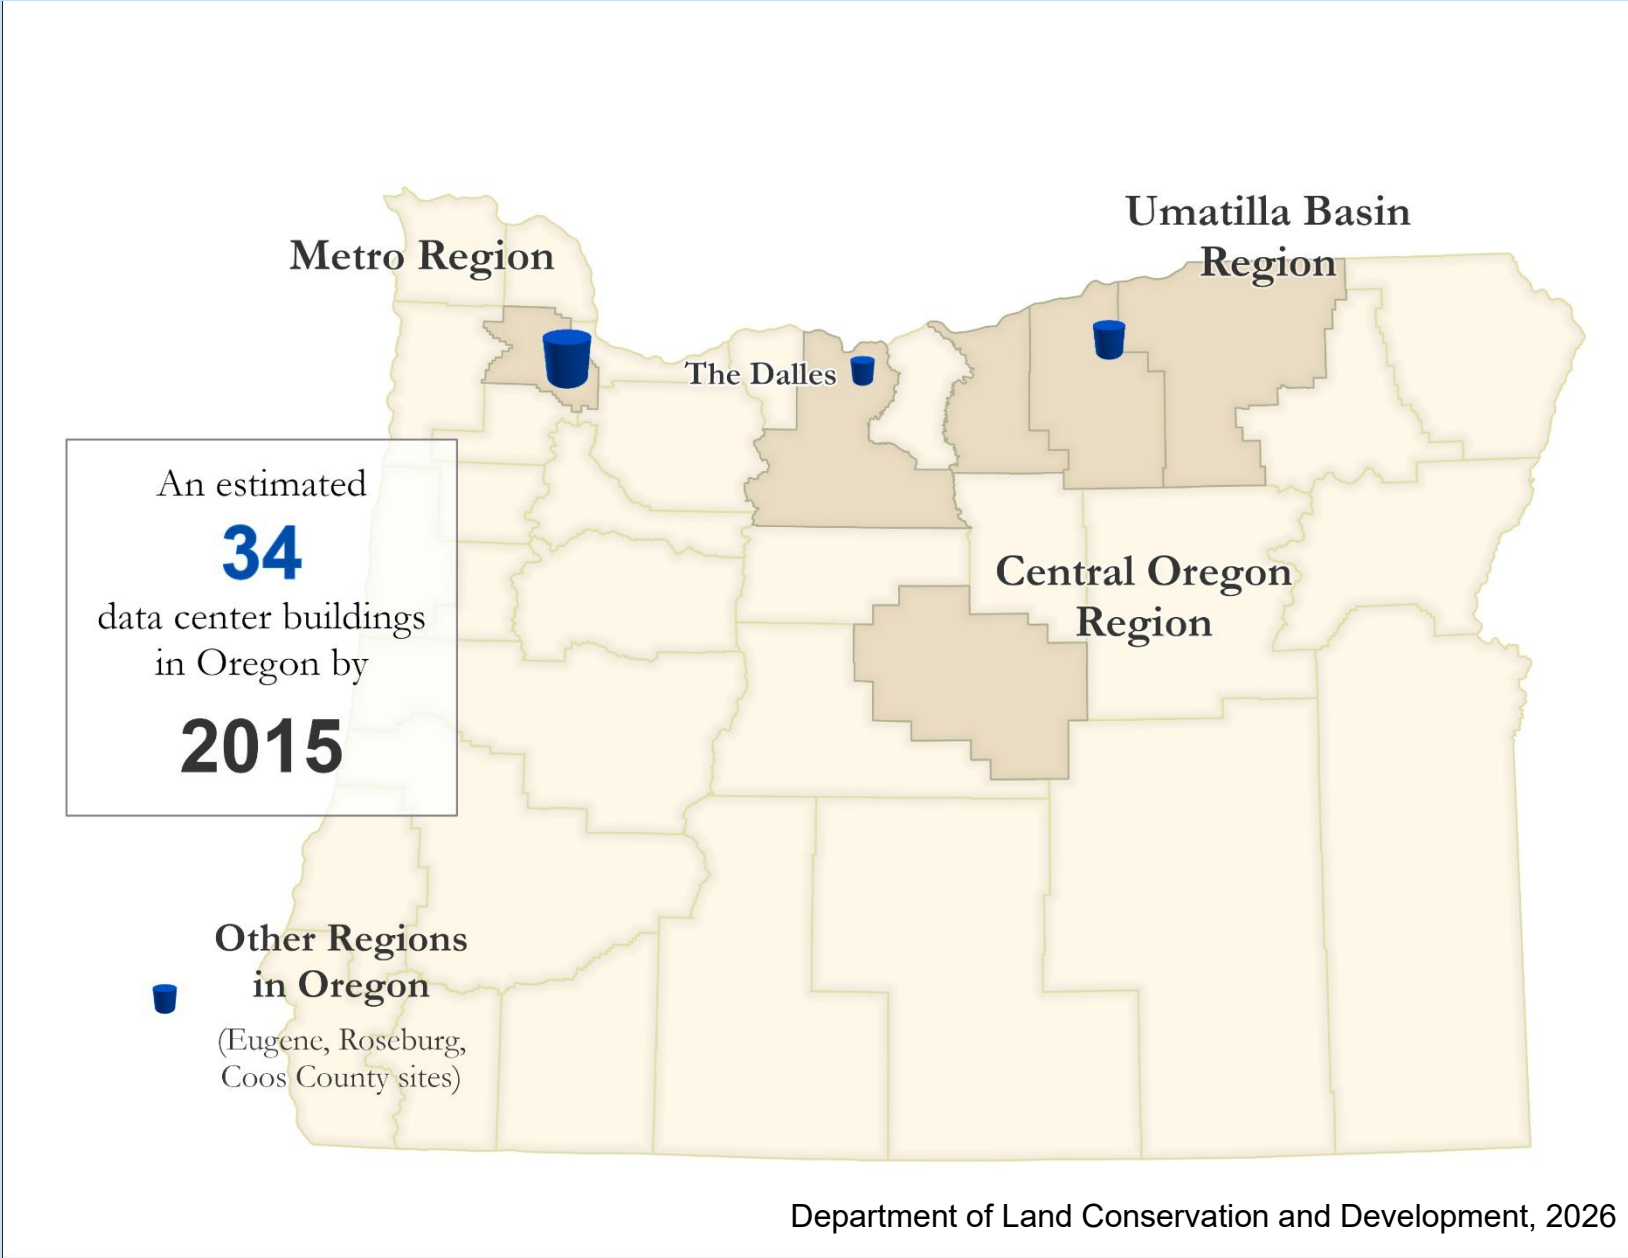 Umatilla Basin
Region
Metro Region
The Dalles
An estimated
34
data center buildings
in Oregon by
2015
Central Oregon
Region
Other Regions
in Oregon
(Eugene, Roseburg,
Coos County sites)
Department of Land Conservation and Development, 2026